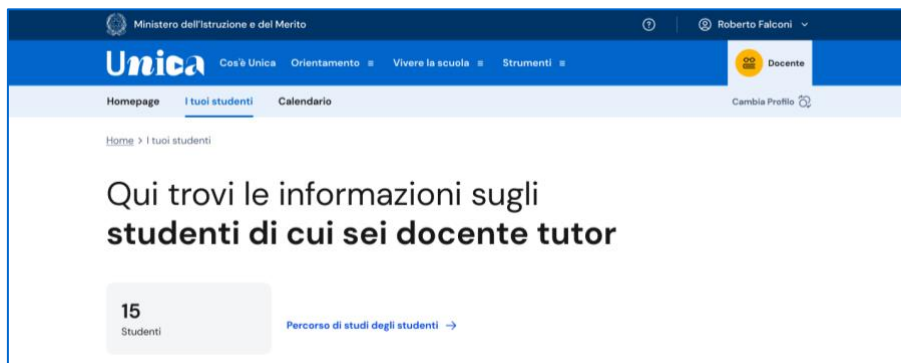 Ministero dell'Istruzione e del Merito
Roberto Falconi
Unica
Cos'è Unica Orientamento Vivere la scuola Strumenti
Docente
Homepage I tuoi studenti Calendario
Cambia Profilo
Home > I tuoi studenti
Qui trovi le informazioni sugli
studenti di cui sei docente tutor
15
Studenti
Percorso di studi degli studenti →